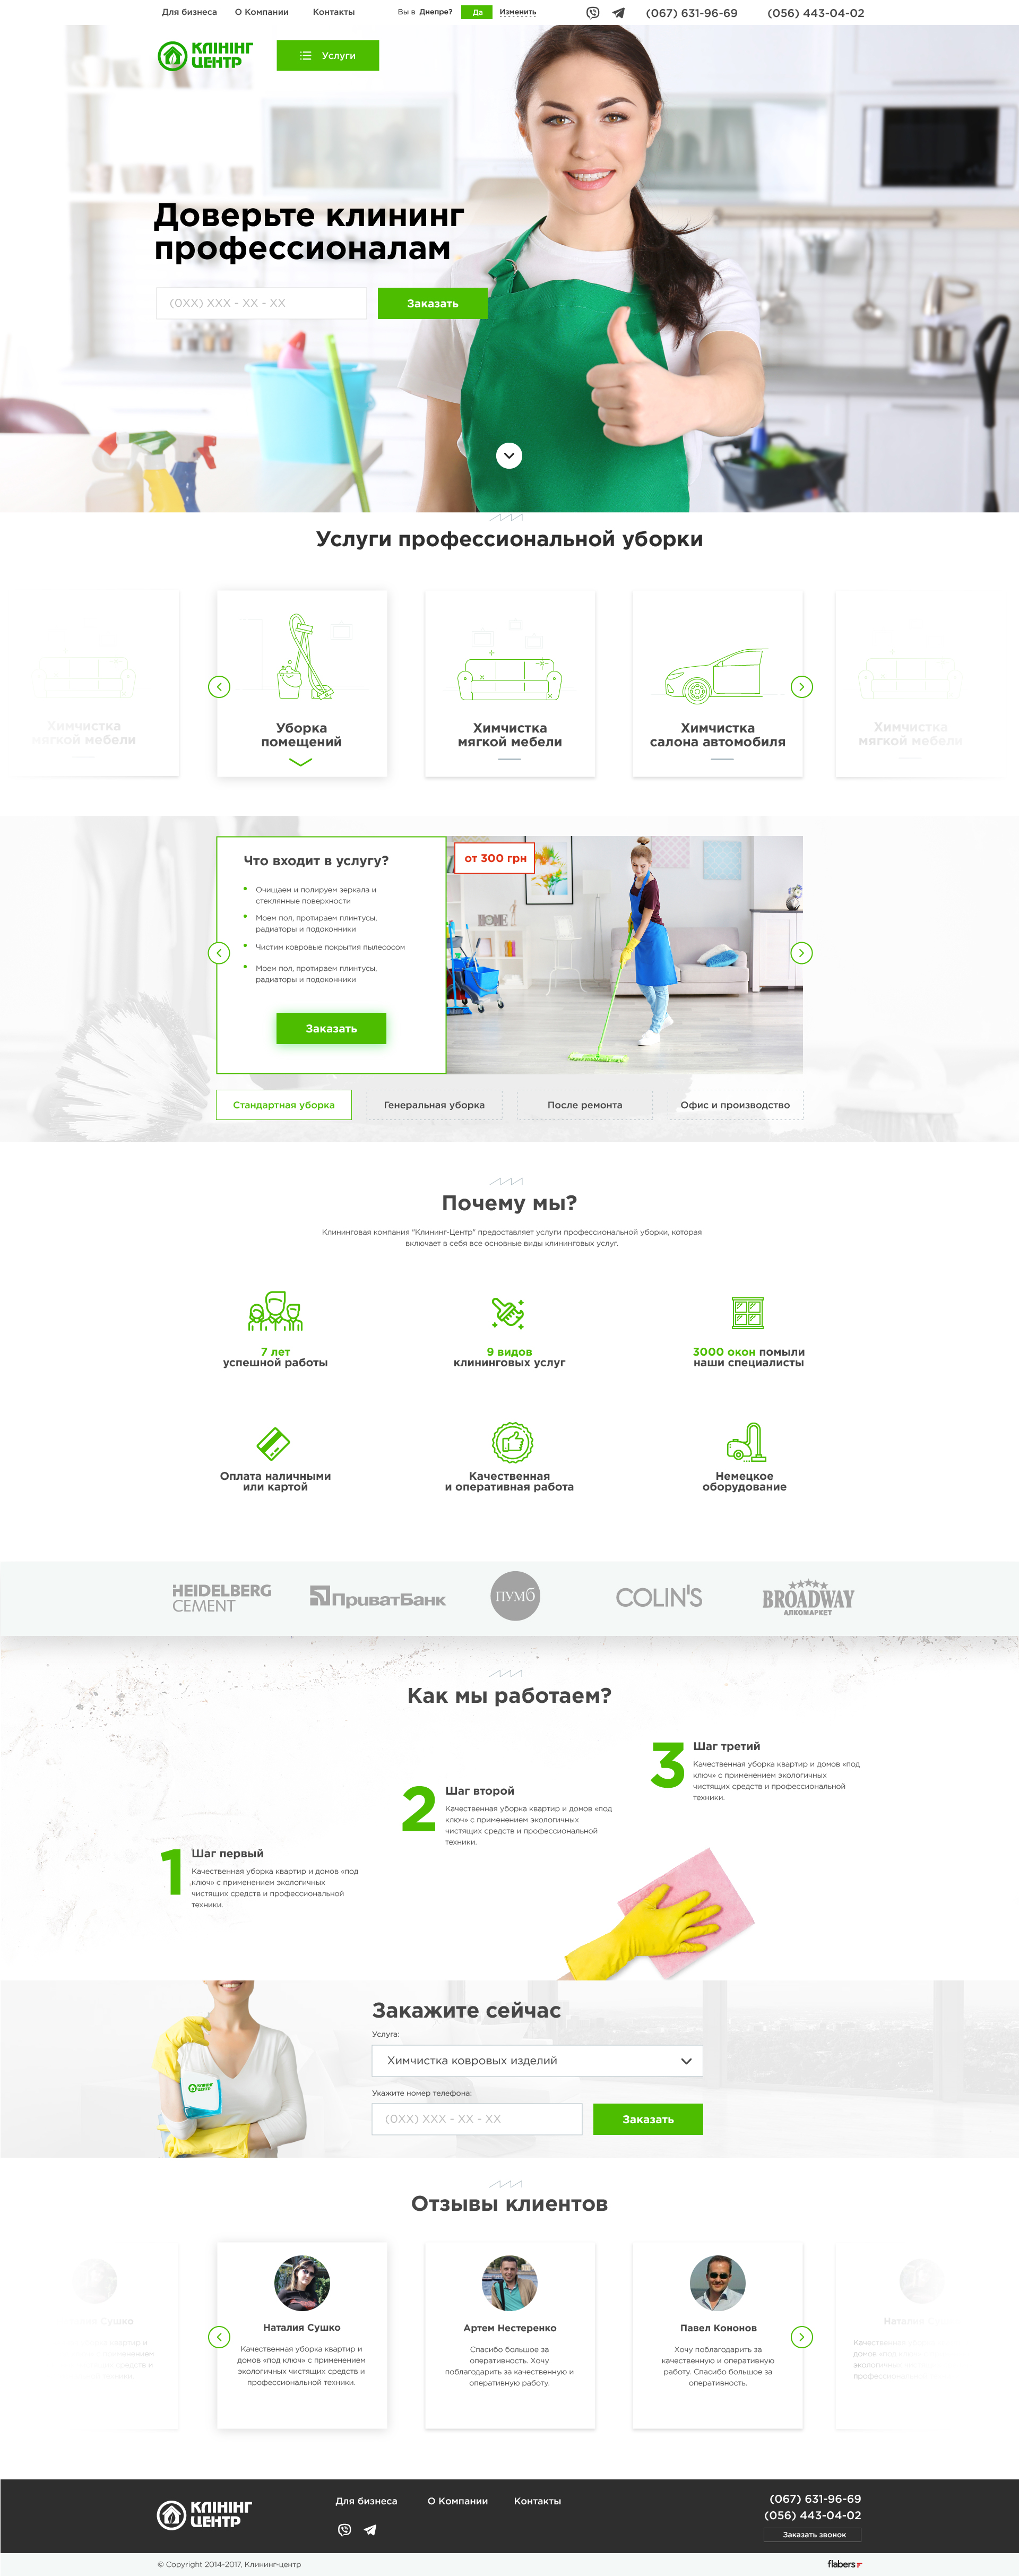 Для бизнеса О Компании Контакты Вы в Днепре? Да Изменить (067) 631-96-69 (056) 443-04-02
КЛІНІНГ
ЦЕНТР
Услуги
Доверьте клининг
профессионалам
(0XX) XXX - XX - XX
Заказать
Услуги профессиональной уборки
Химчистка
мягкой мебели
Уборка
помещений
Химчистка
мягкой мебели
Химчистка
салона автомобиля
Химчистка
мягкой мебели
Что входит в услугу?
Очищаем и полируем зеркала и
стеклянные поверхности
Моем пол, протираем плинтусы,
радиаторы и подоконники
Чистим ковровые покрытия пылесосом
Моем пол, протираем плинтусы,
радиаторы и подоконники
Заказать
от 300 грн
HOME
Стандартная уборка Генеральная уборка После ремонта Офис и производство
Почему мы?
Клининговая компания "Клининг-Центр" предоставляет услуги профессиональной уборки, которая
включает в себя все основные виды клининговых услуг.
7 лет
успешной работы
9 видов
клининговых услуг
3000 окон помыли
наши специалисты
Оплата наличными
или картой
Качественная
и оперативная работа
Немецкое
оборудование
HEIDELBERG
CEMENT
ПриватБанк
ПУМБ
COLIN'S
BROADWAY
АЛКОМАРКЕТ
Как мы работаем?
1
Шаг первый
Качественная уборка квартир и домов «под
ключ» с применением экологичных
чистящих средств и профессиональной
техники.
2
Шаг второй
Качественная уборка квартир и домов «под
ключ» с применением экологичных
чистящих средств и профессиональной
техники.
3
Шаг третий
Качественная уборка квартир и домов «под
ключ» с применением экологичных
чистящих средств и профессиональной
техники.
КЛІНІНГ
ЦЕНТР
Закажите сейчас
Услуга:
Химчистка ковровых изделий
Укажите номер телефона:
(0XX) XXX - XX - XX
Заказать
Отзывы клиентов
Сушко
Наталия Сушко
Качественная уборка квартир и
домов «под ключ» с применением
экологичных чистящих средств и
профессиональной техники.
Артем Нестеренко
Спасибо большое за
оперативность. Хочу
поблагодарить за качественную и
оперативную работу.
Павел Кононов
Хочу поблагодарить за
качественную и оперативную
работу. Спасибо большое за
оперативность.
КЛІНІНГ
ЦЕНТР
Для бизнеса О Компании Контакты
(067) 631-96-69
(056) 443-04-02
Заказать звонок
© Copyright 2014-2017, Клининг-центр
flabers